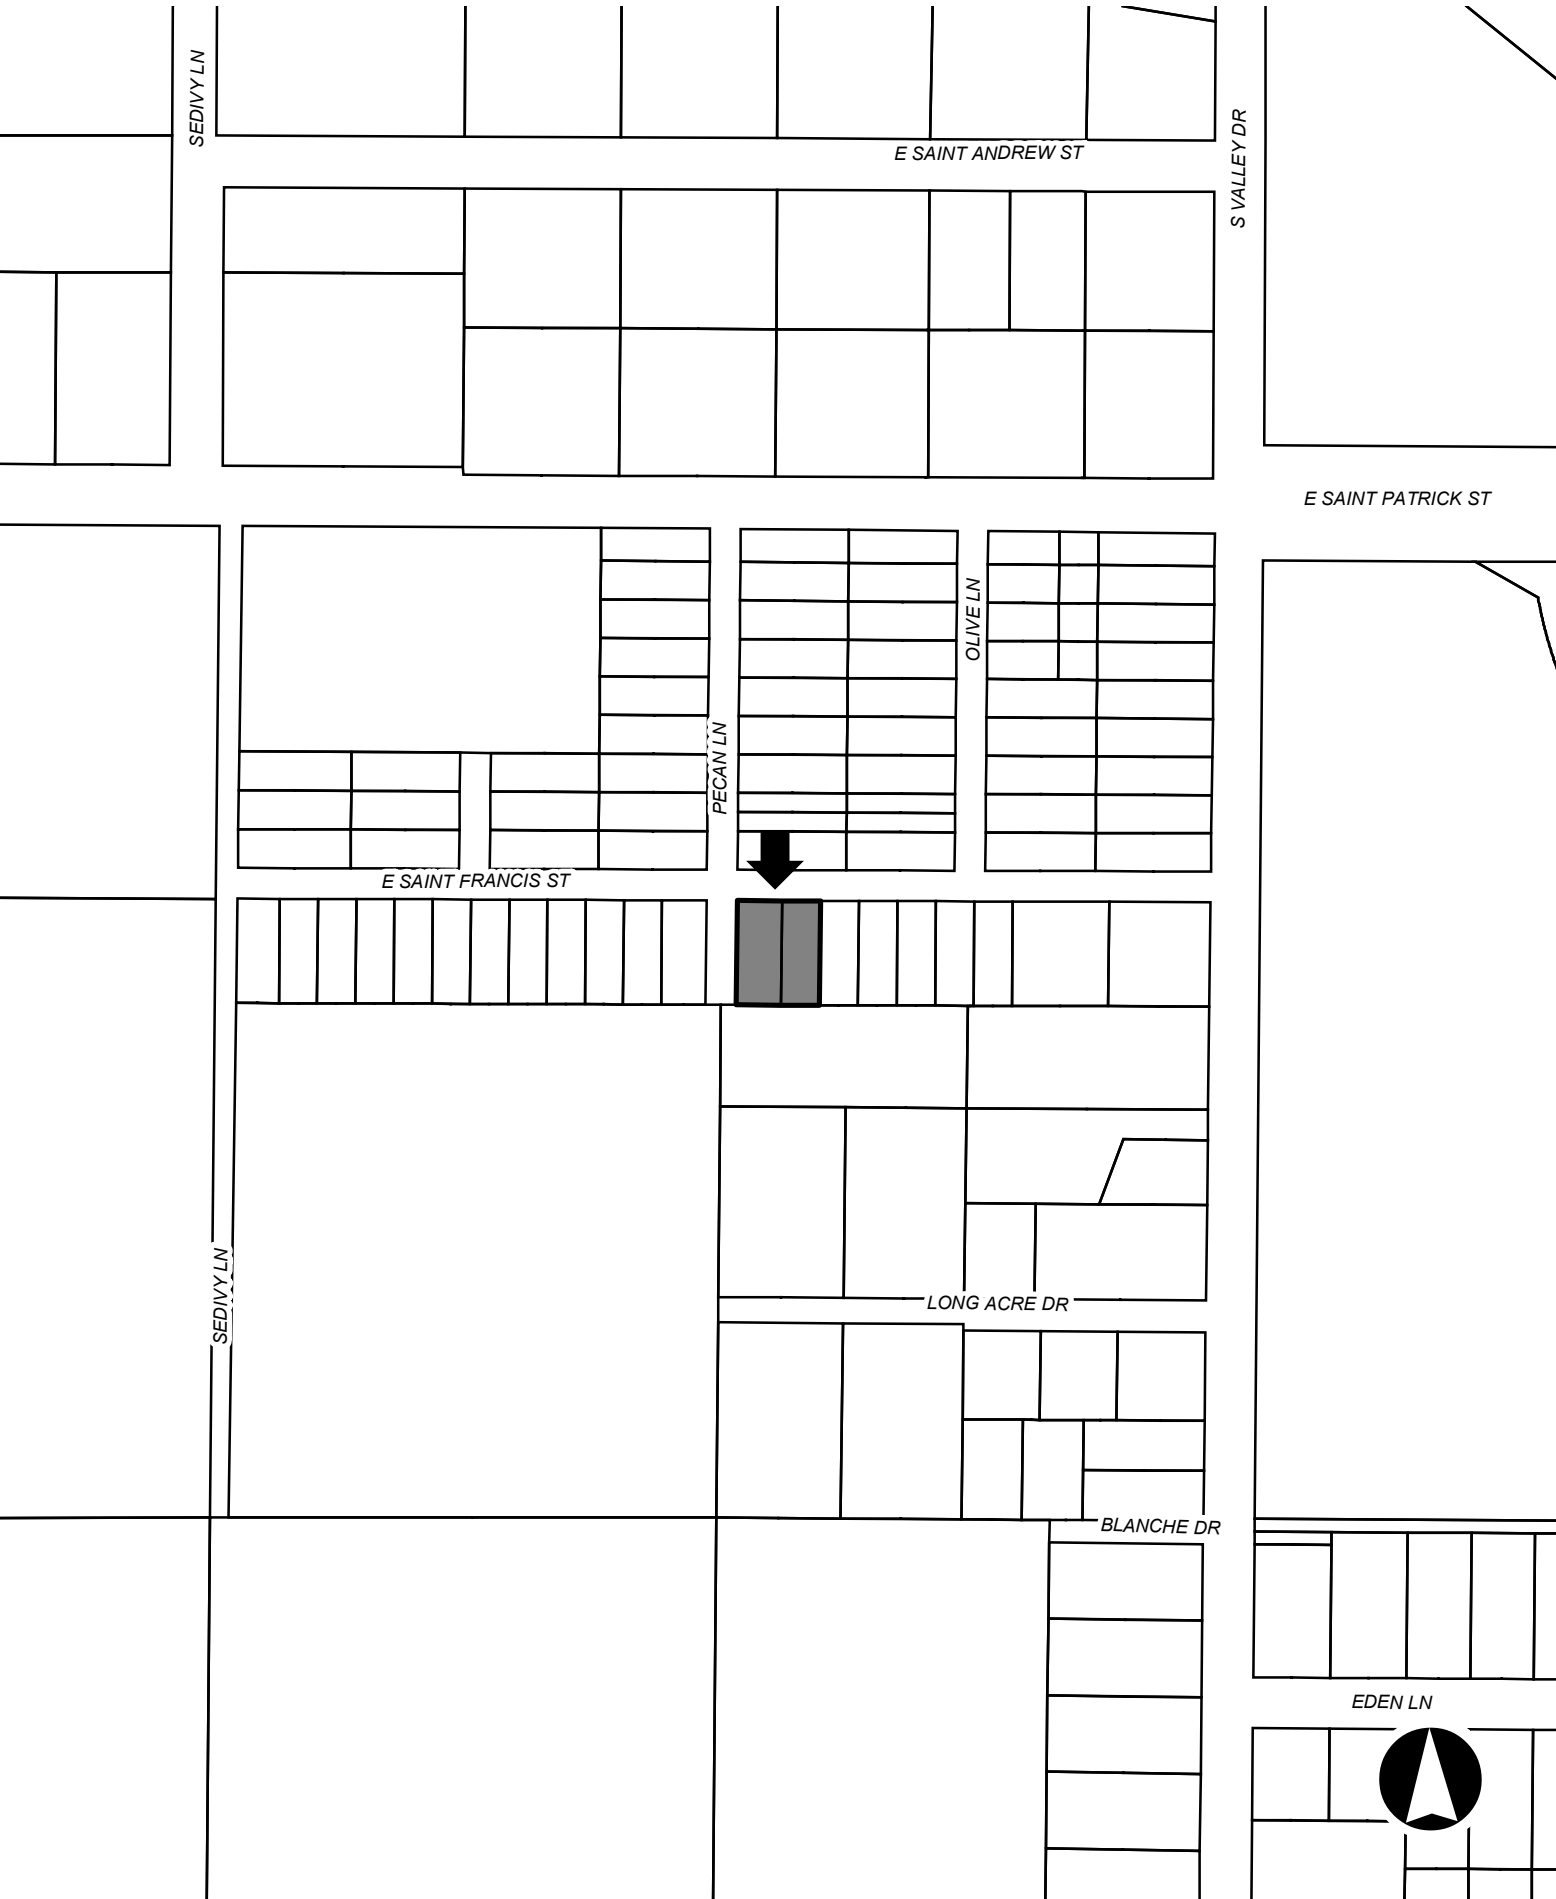 SEDIVY LN
S VALLEY DR
E SAINT ANDREW ST
E SAINT PATRICK ST
OLIVE LN
PECAN LN
E SAINT FRANCIS ST
SEDIVY LN
LONG ACRE DR
BLANCHE DR
EDEN LN